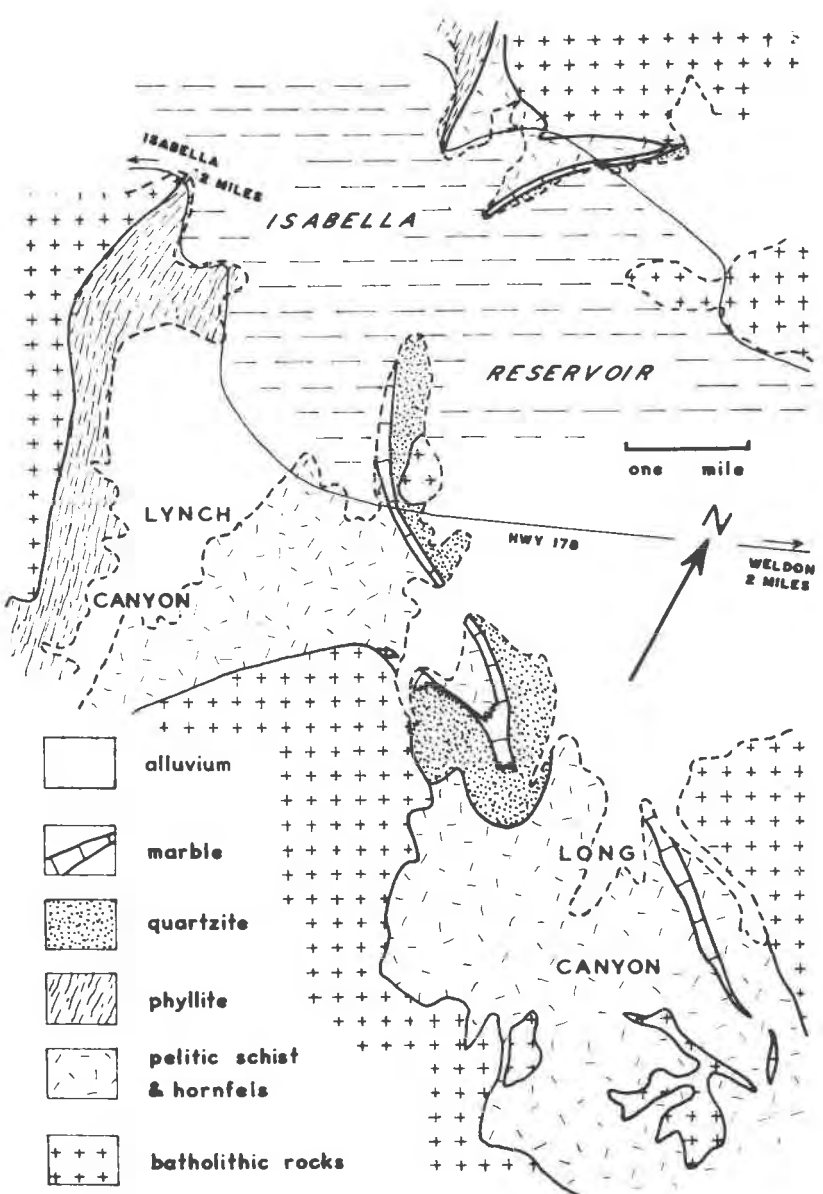 ISABELLA
2 MILES
ISABELLA
RESERVOIR
one mile
N
LYNCH
CANYON
HWY 178
WELDON
2 MILES
alluvium
marble
LONG
quartzite
CANYON
phyllite
pelitic schist
& hornfels
batholithic rocks